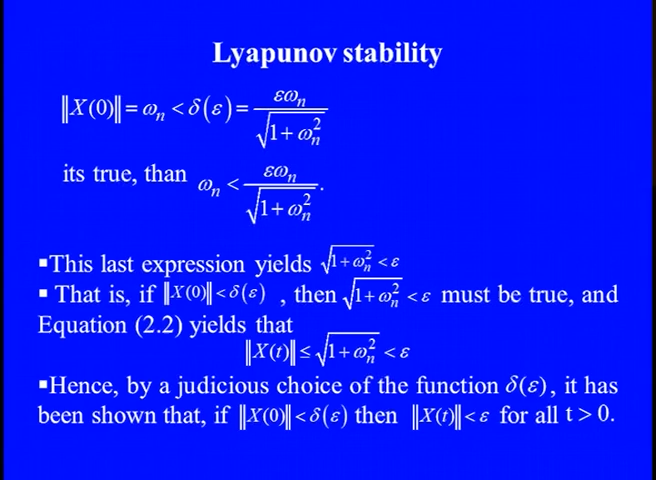 Lyapunov stability
‖X(0)‖ = ωₙ < δ(ε) = εωₙ / √(1 + ωₙ²)
its true, than ωₙ < εωₙ / √(1 + ωₙ²).
▪This last expression yields √(1 + ωₙ²) < ε
▪ That is, if ‖X(0)‖ < δ(ε) , then √(1 + ωₙ²) < ε must be true, and
Equation (2.2) yields that
‖X(t)‖ ≤ √(1 + ωₙ²) < ε
▪Hence, by a judicious choice of the function δ(ε), it has
been shown that, if ‖X(0)‖ < δ(ε) then ‖X(t)‖ < ε for all t > 0.